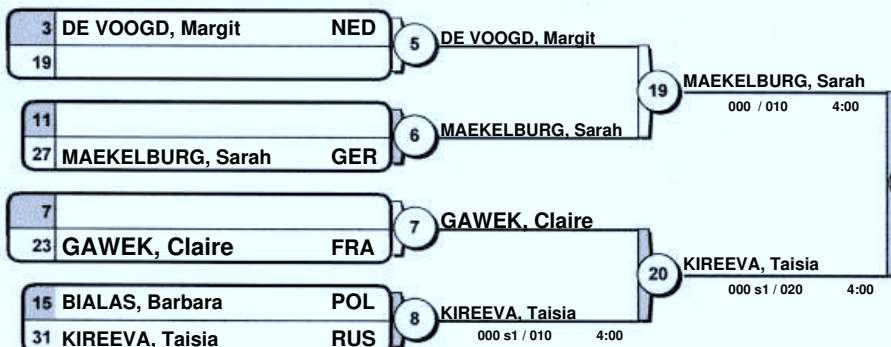 3 DE VOOGD, Margit NED
19
5 DE VOOGD, Margit
11
27 MAEKELBURG, Sarah GER
6 MAEKELBURG, Sarah
19 MAEKELBURG, Sarah
000 / 010 4:00
7
23 GAWEK, Claire FRA
7 GAWEK, Claire
15 BIALAS, Barbara POL
31 KIREEVA, Taisia RUS
8 KIREEVA, Taisia
000 s1 / 010 4:00
20 KIREEVA, Taisia
000 s1 / 020 4:00